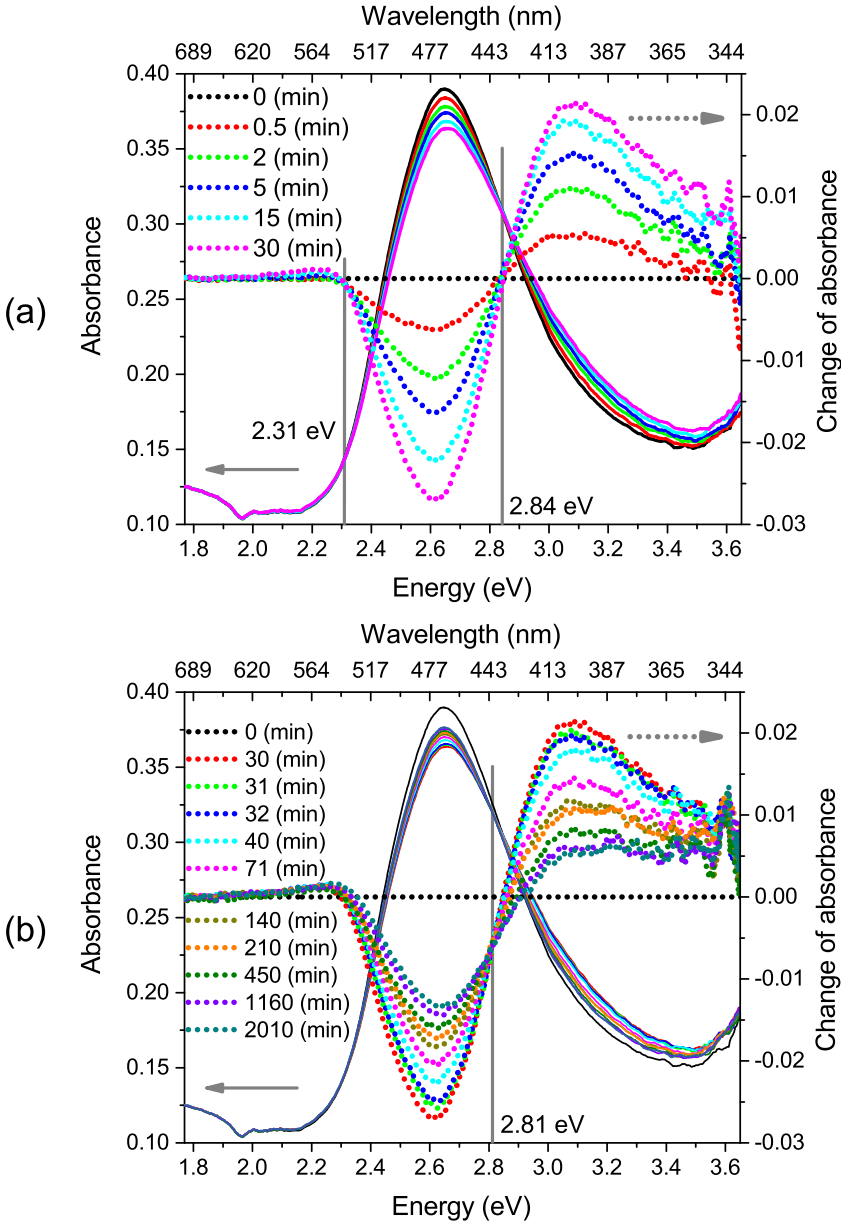 Wavelength (nm)
689 620 564 517 477 443 413 387 365 344
0.40
0 (min)
0.5 (min)
2 (min)
5 (min)
15 (min)
30 (min)
0.35
0.30
0.25
0.20
0.15
0.10
0.02
0.01
0.00
-0.01
-0.02
-0.03
Absorbance
Change of absorbance
(a)
2.31 eV
2.84 eV
1.8 2.0 2.2 2.4 2.6 2.8 3.0 3.2 3.4 3.6
Energy (eV)
Wavelength (nm)
689 620 564 517 477 443 413 387 365 344
0.40
0 (min)
30 (min)
31 (min)
32 (min)
40 (min)
71 (min)
140 (min)
210 (min)
450 (min)
1160 (min)
2010 (min)
0.35
0.30
0.25
0.20
0.15
0.10
0.02
0.01
0.00
-0.01
-0.02
-0.03
Absorbance
Change of absorbance
(b)
2.81 eV
1.8 2.0 2.2 2.4 2.6 2.8 3.0 3.2 3.4 3.6
Energy (eV)